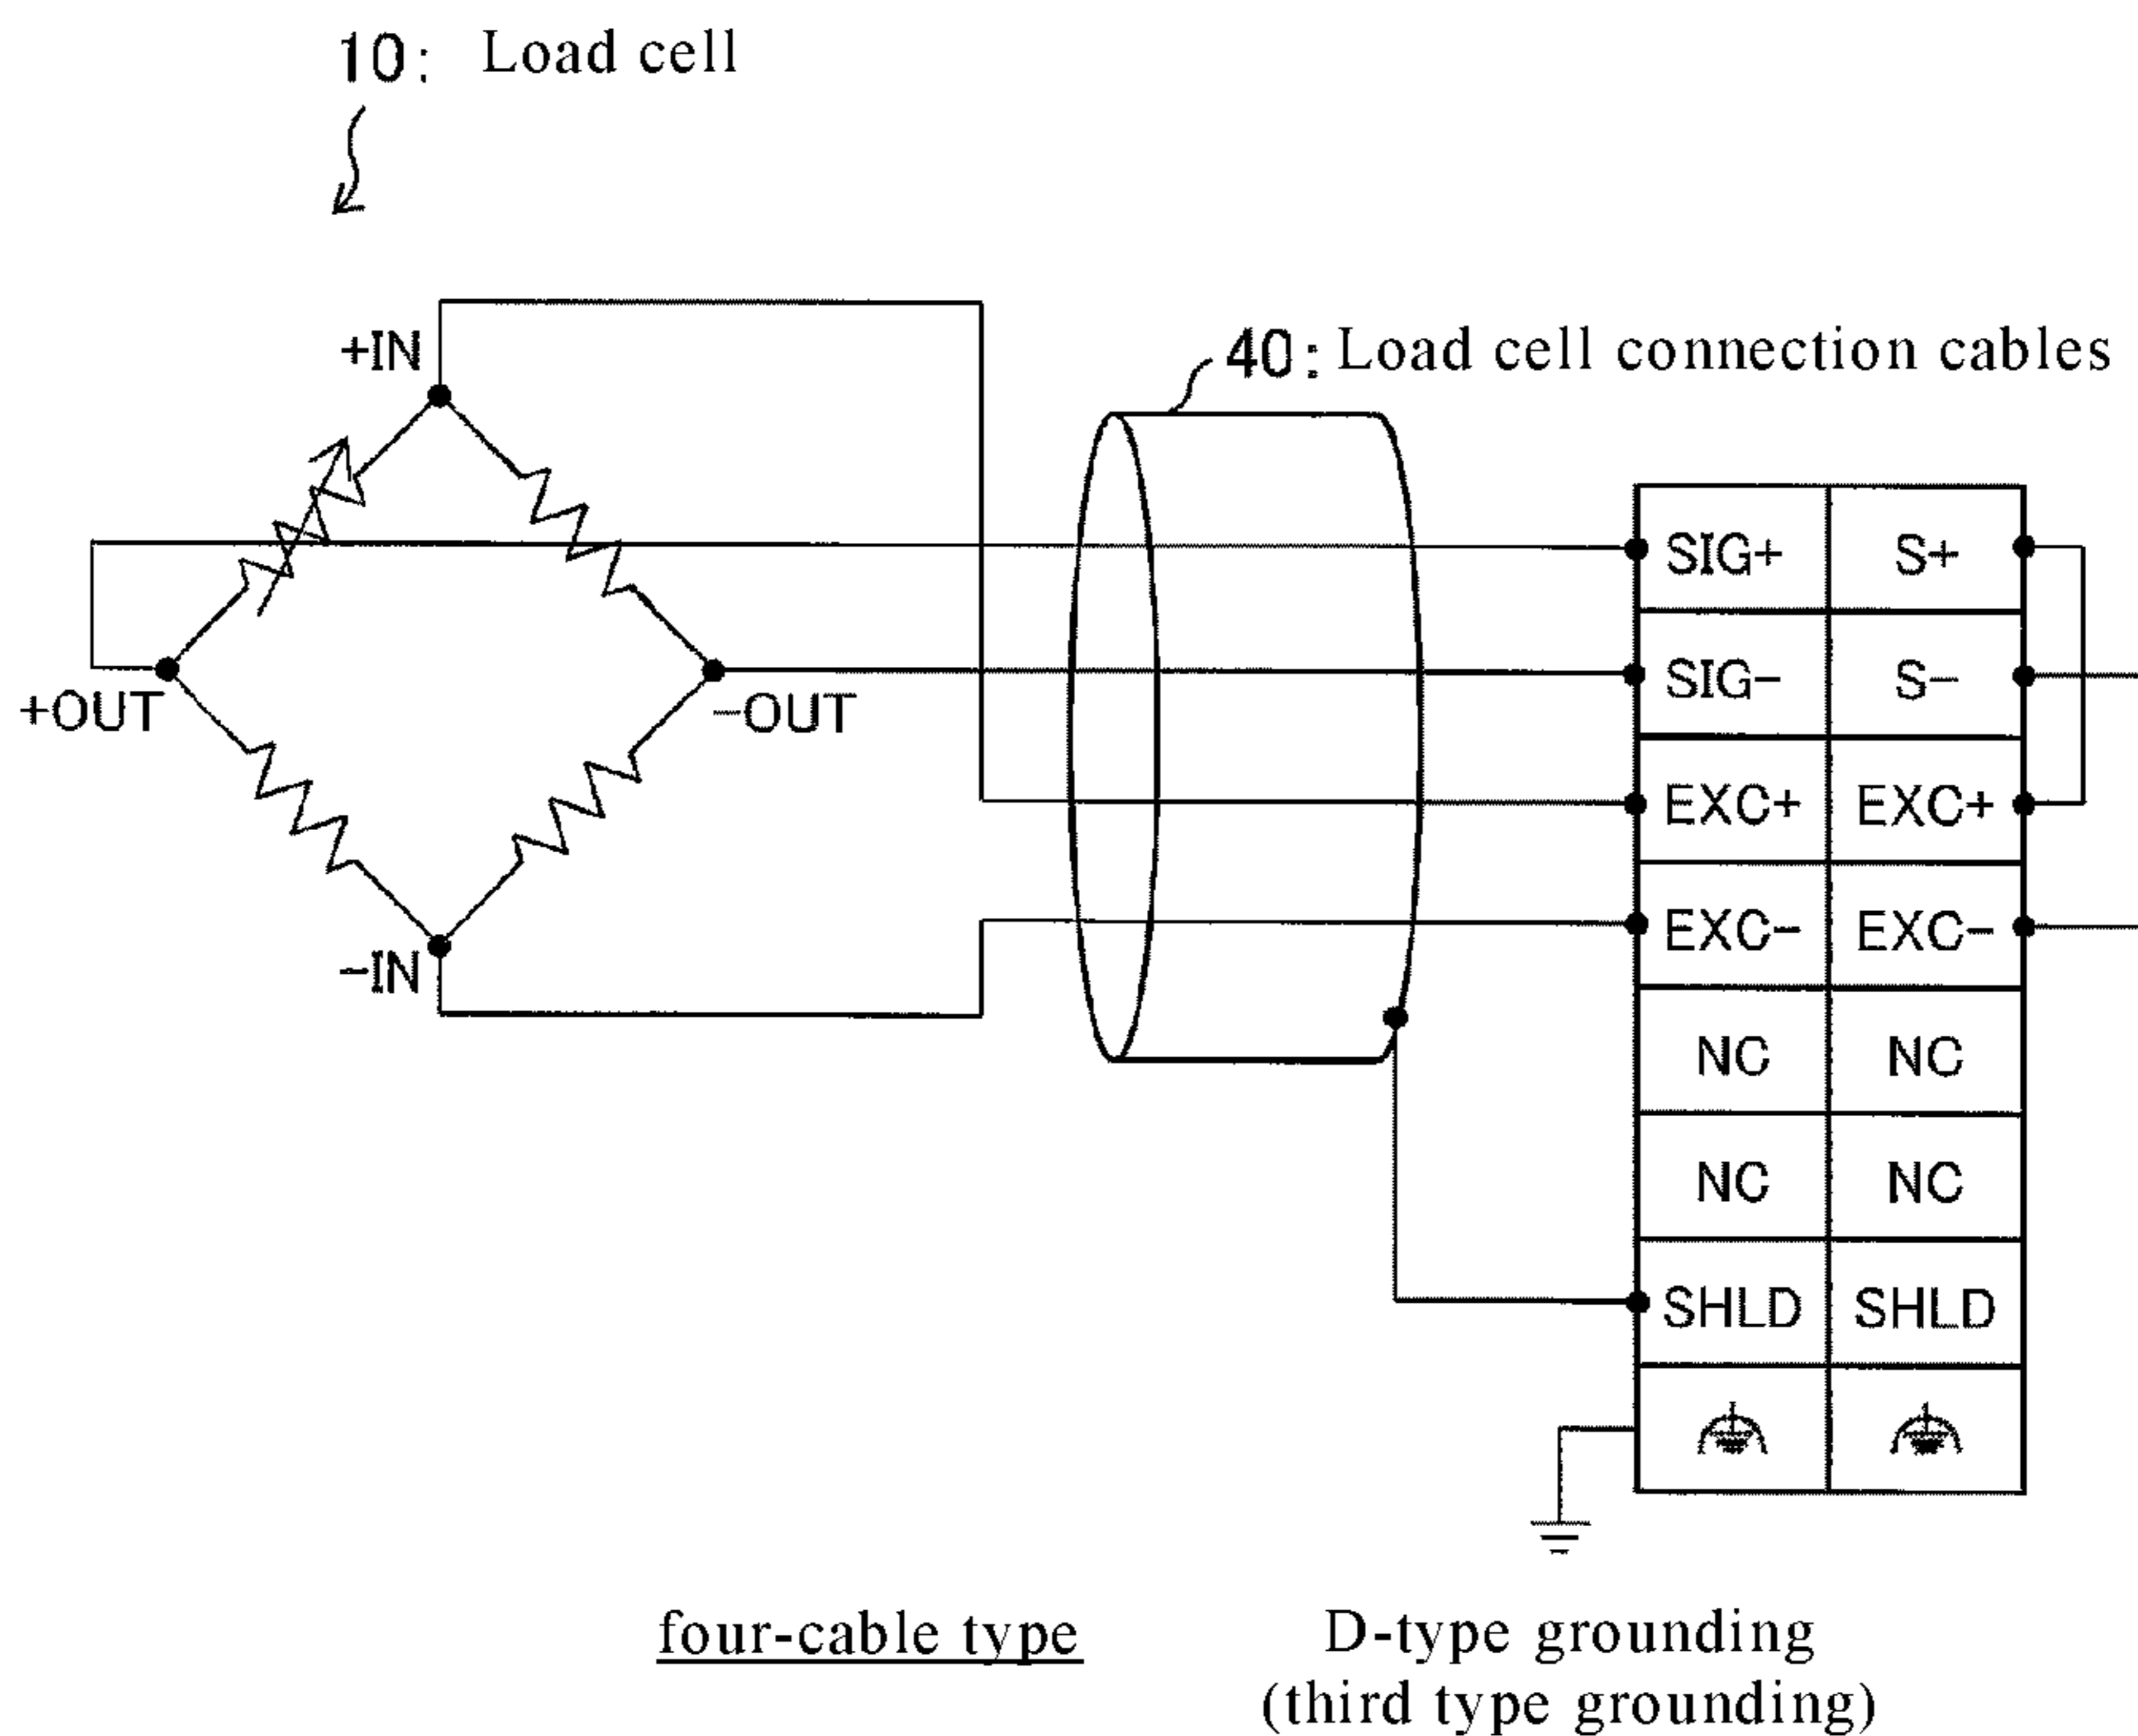 10: Load cell
+IN
40: Load cell connection cables
SIG+ S+
SIG- S-
+OUT
-OUT
EXC+ EXC+
EXC- EXC-
-IN
NC NC
NC NC
SHLD SHLD
four-cable type
D-type grounding
(third type grounding)